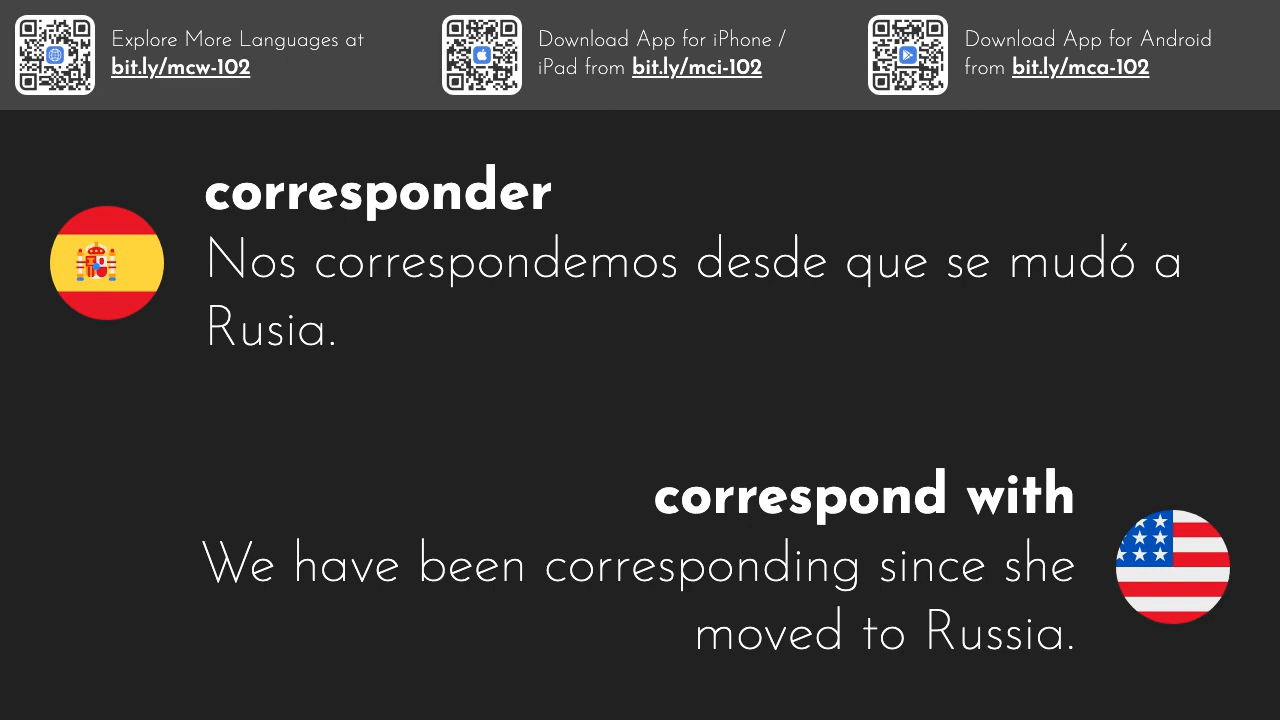 Explore More Languages at
bit.ly/mcw-102
Download App for iPhone /
iPad from bit.ly/mci-102
Download App for Android
from bit.ly/mca-102
corresponder
Nos correspondemos desde que se mudó a
Rusia.
correspond with
We have been corresponding since she
moved to Russia.